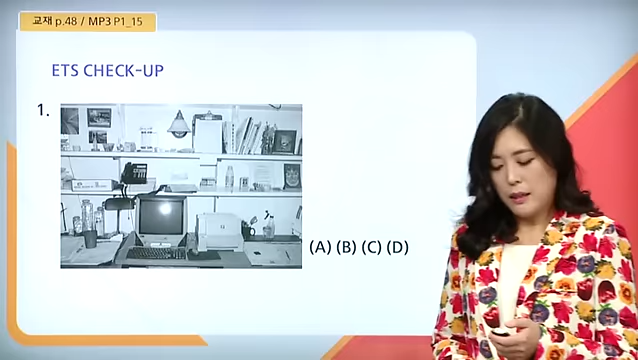 교재 p.48 / MP3 P1_15
ETS CHECK-UP
1.
(A) (B) (C) (D)